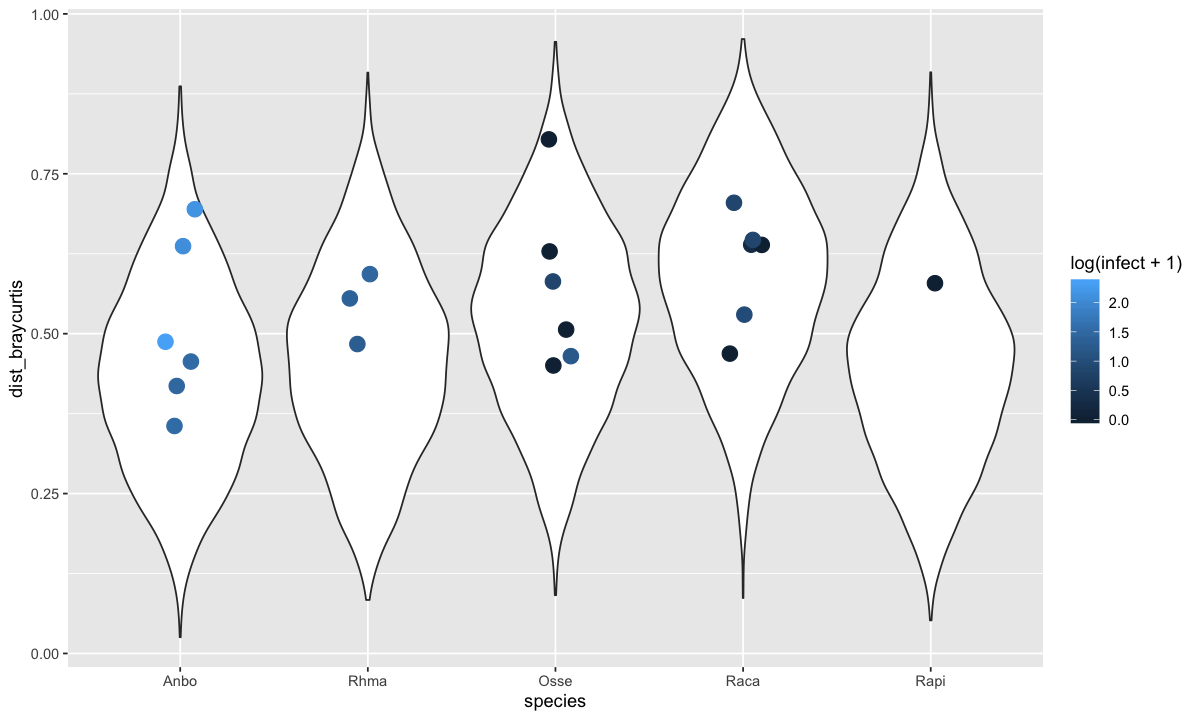 1.00
0.75
0.50
0.25
0.00
dist_braycurtis
Anbo Rhma Osse Raca Rapi
species
log(infect + 1)
2.0
1.5
1.0
0.5
0.0